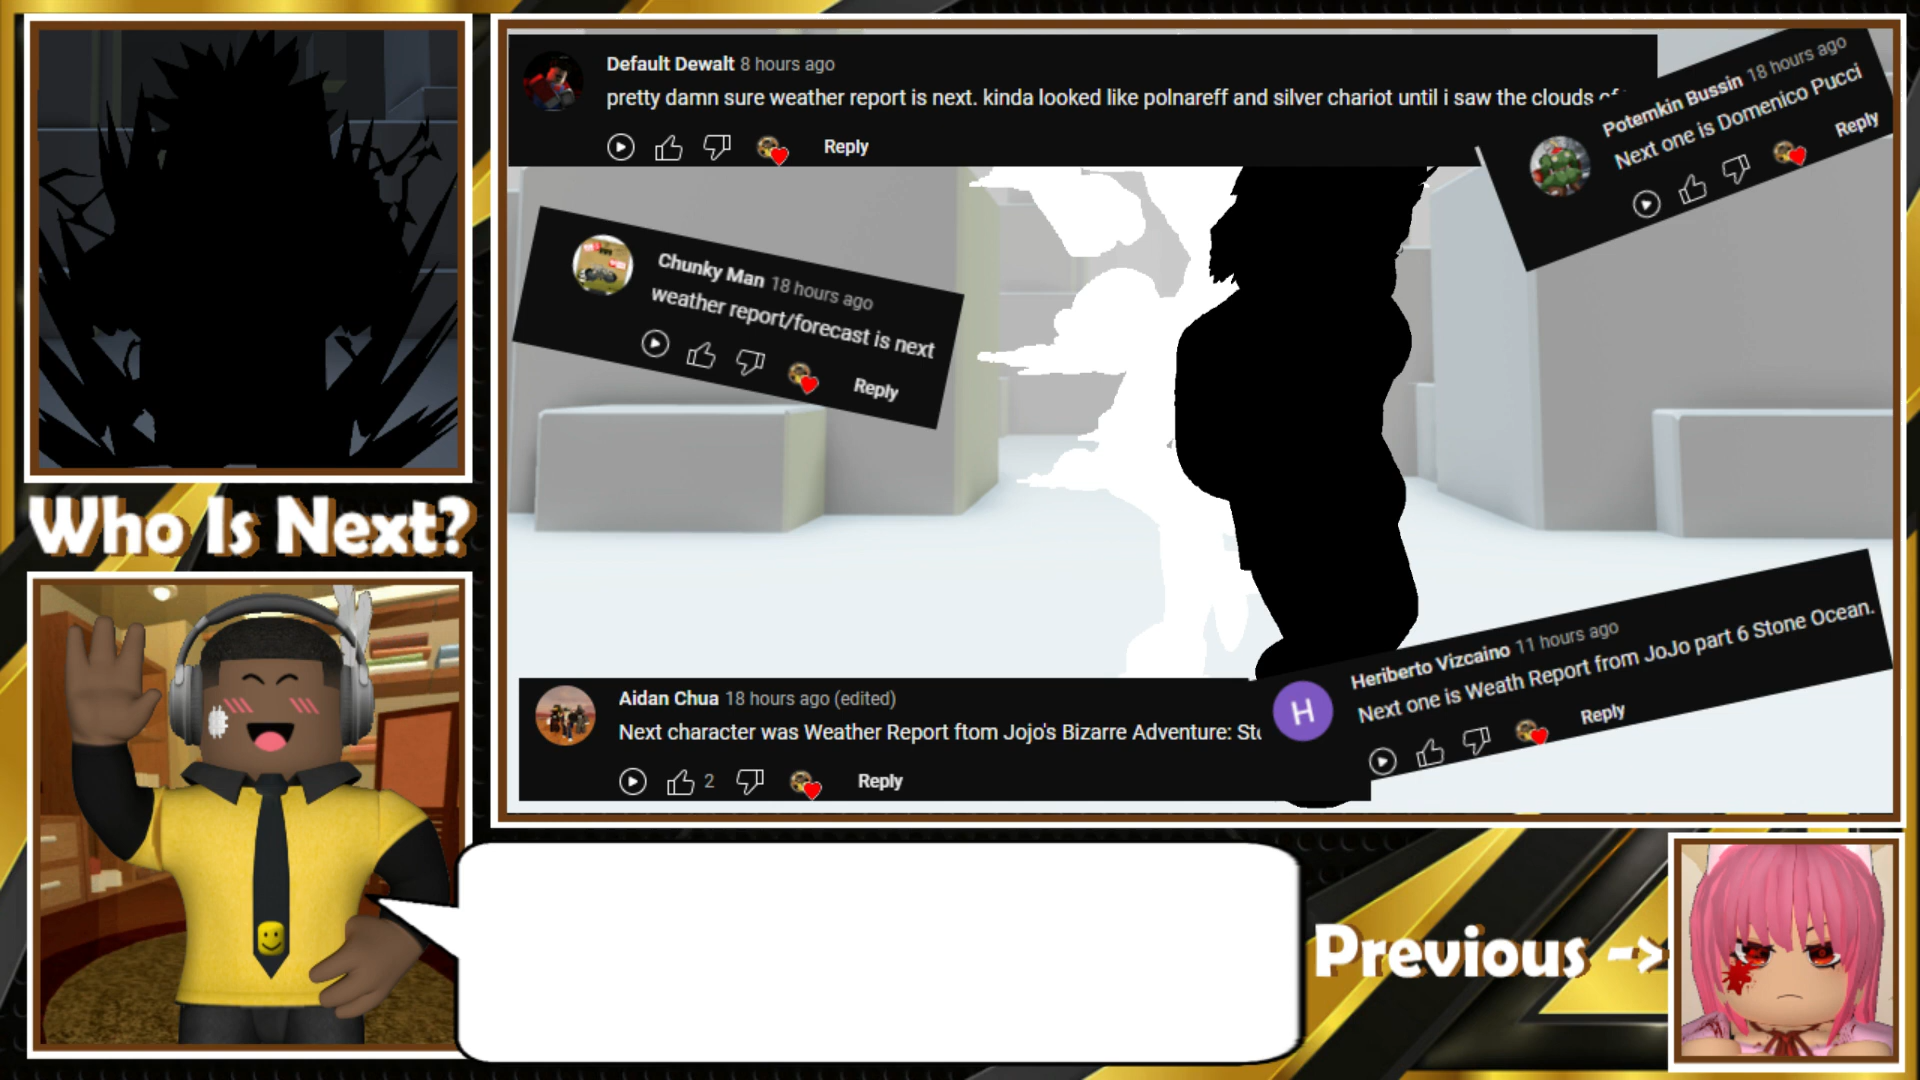 Default Dewalt 8 hours ago
pretty damn sure weather report is next. kinda looked like polnareff and silver chariot until i saw the clouds
Reply
Potemkin Bussin 18 hours ago
Next one is Domenico Pucci
Reply
Chunky Man 18 hours ago
weather report/forecast is next
Reply
Who Is Next?
Heriberto Vizcaino 11 hours ago
Next one is Weath Report from JoJo part 6 Stone Ocean.
Reply
H
Aidan Chua 18 hours ago (edited)
Next character was Weather Report ftom Jojo's Bizarre Adventure:
2 Reply
Previous ->